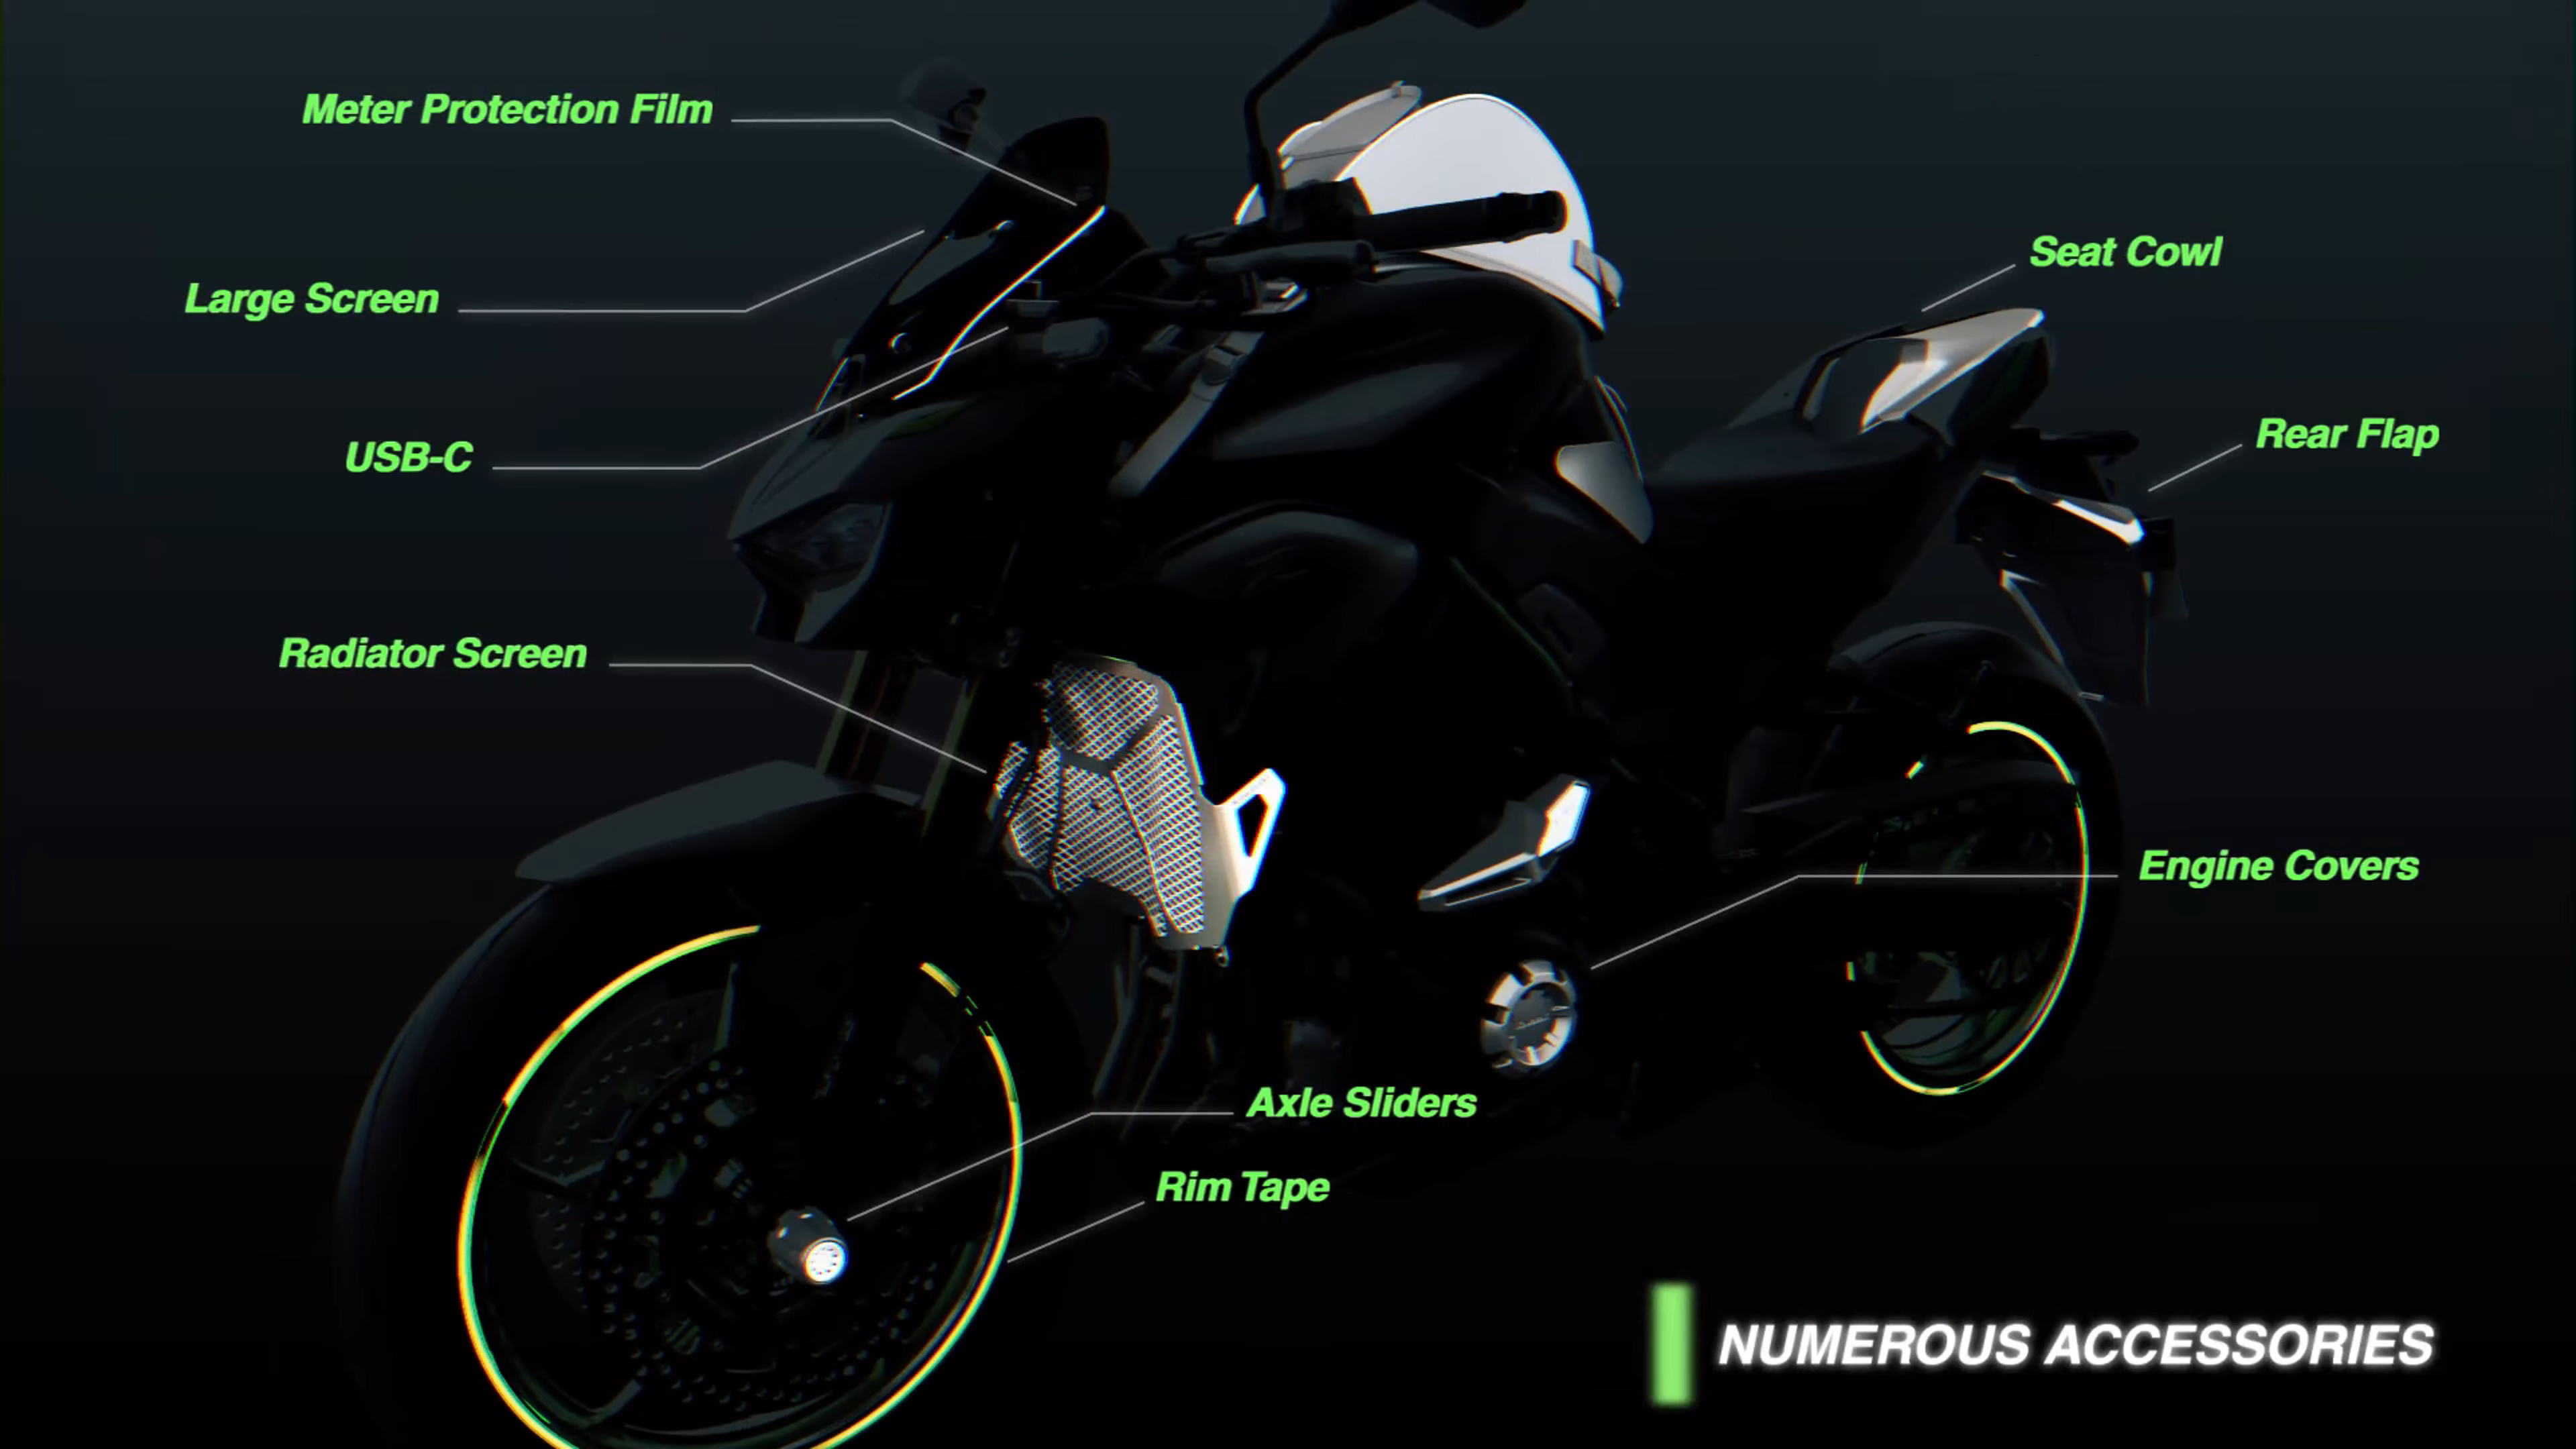 Meter Protection Film
Large Screen
USB-C
Radiator Screen
Seat Cowl
Rear Flap
Engine Covers
Axle Sliders
Rim Tape
NUMEROUS ACCESSORIES